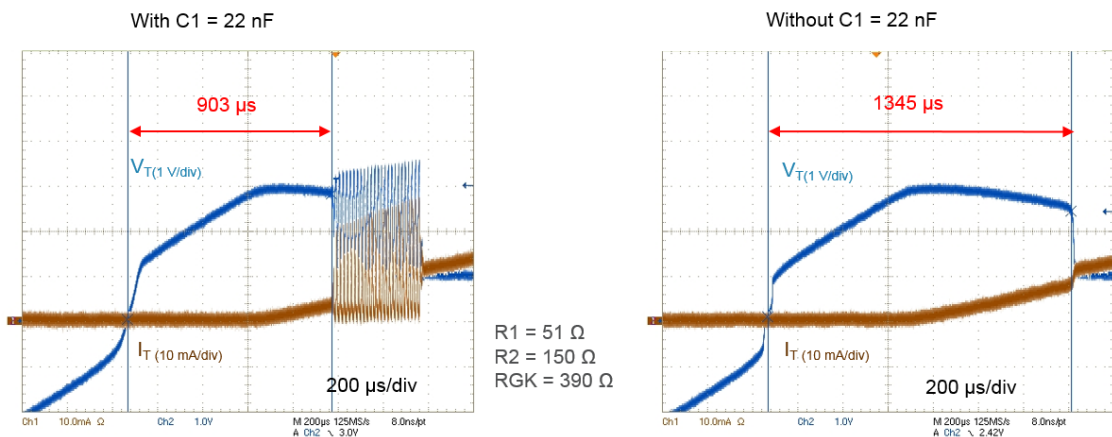 With C1 = 22 nF
903 µs
VT(1 V/div)
IT (10 mA/div)
200 µs/div
Ch1 10.0mA Ω Ch2 1.0V M 200µs 125MS/s 8.0ns/pt
A Ch2 ∖ 3.0V
R1 = 51 Ω
R2 = 150 Ω
RGK = 390 Ω
Without C1 = 22 nF
1345 µs
VT(1 V/div)
IT (10 mA/div)
200 µs/div
Ch1 10.0mA Ω Ch2 1.0V M 200µs 125MS/s 8.0ns/pt
A Ch2 ∖ 2.42V